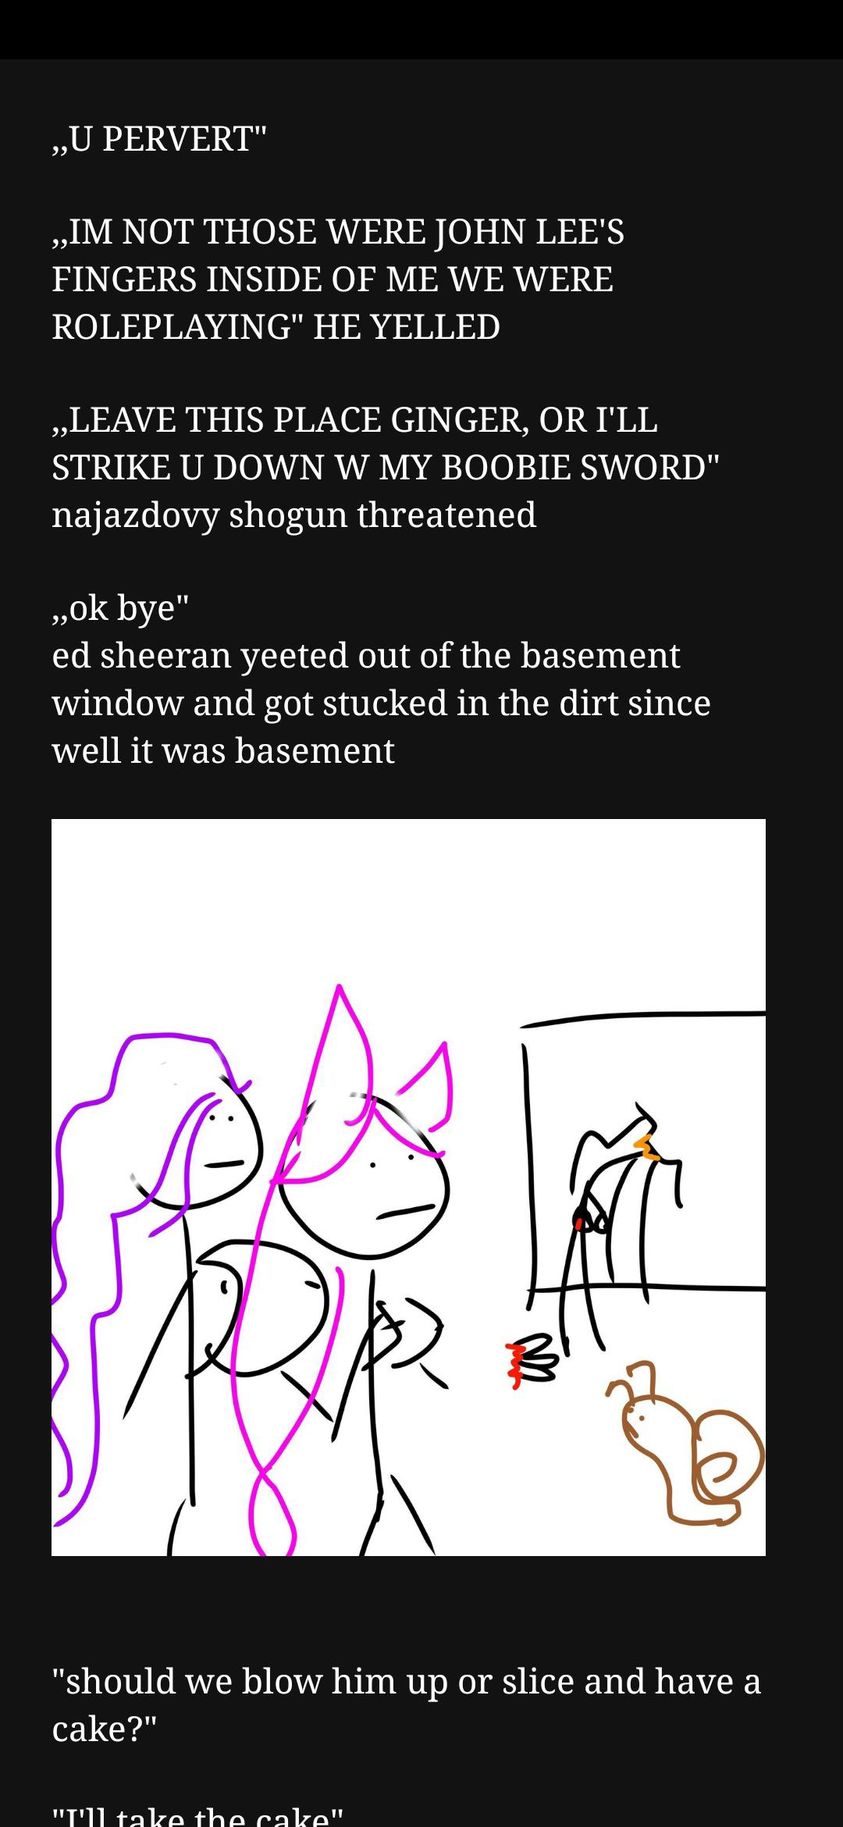 ,,U PERVERT"
,,IM NOT THOSE WERE JOHN LEE'S
FINGERS INSIDE OF ME WE WERE
ROLEPLAYING" HE YELLED
,,LEAVE THIS PLACE GINGER, OR I'LL
STRIKE U DOWN W MY BOOBIE SWORD"
najazdovy shogun threatened
,,ok bye"
ed sheeran yeeted out of the basement
window and got stucked in the dirt since
well it was basement
"should we blow him up or slice and have a
cake?"
"I'll take the cake"